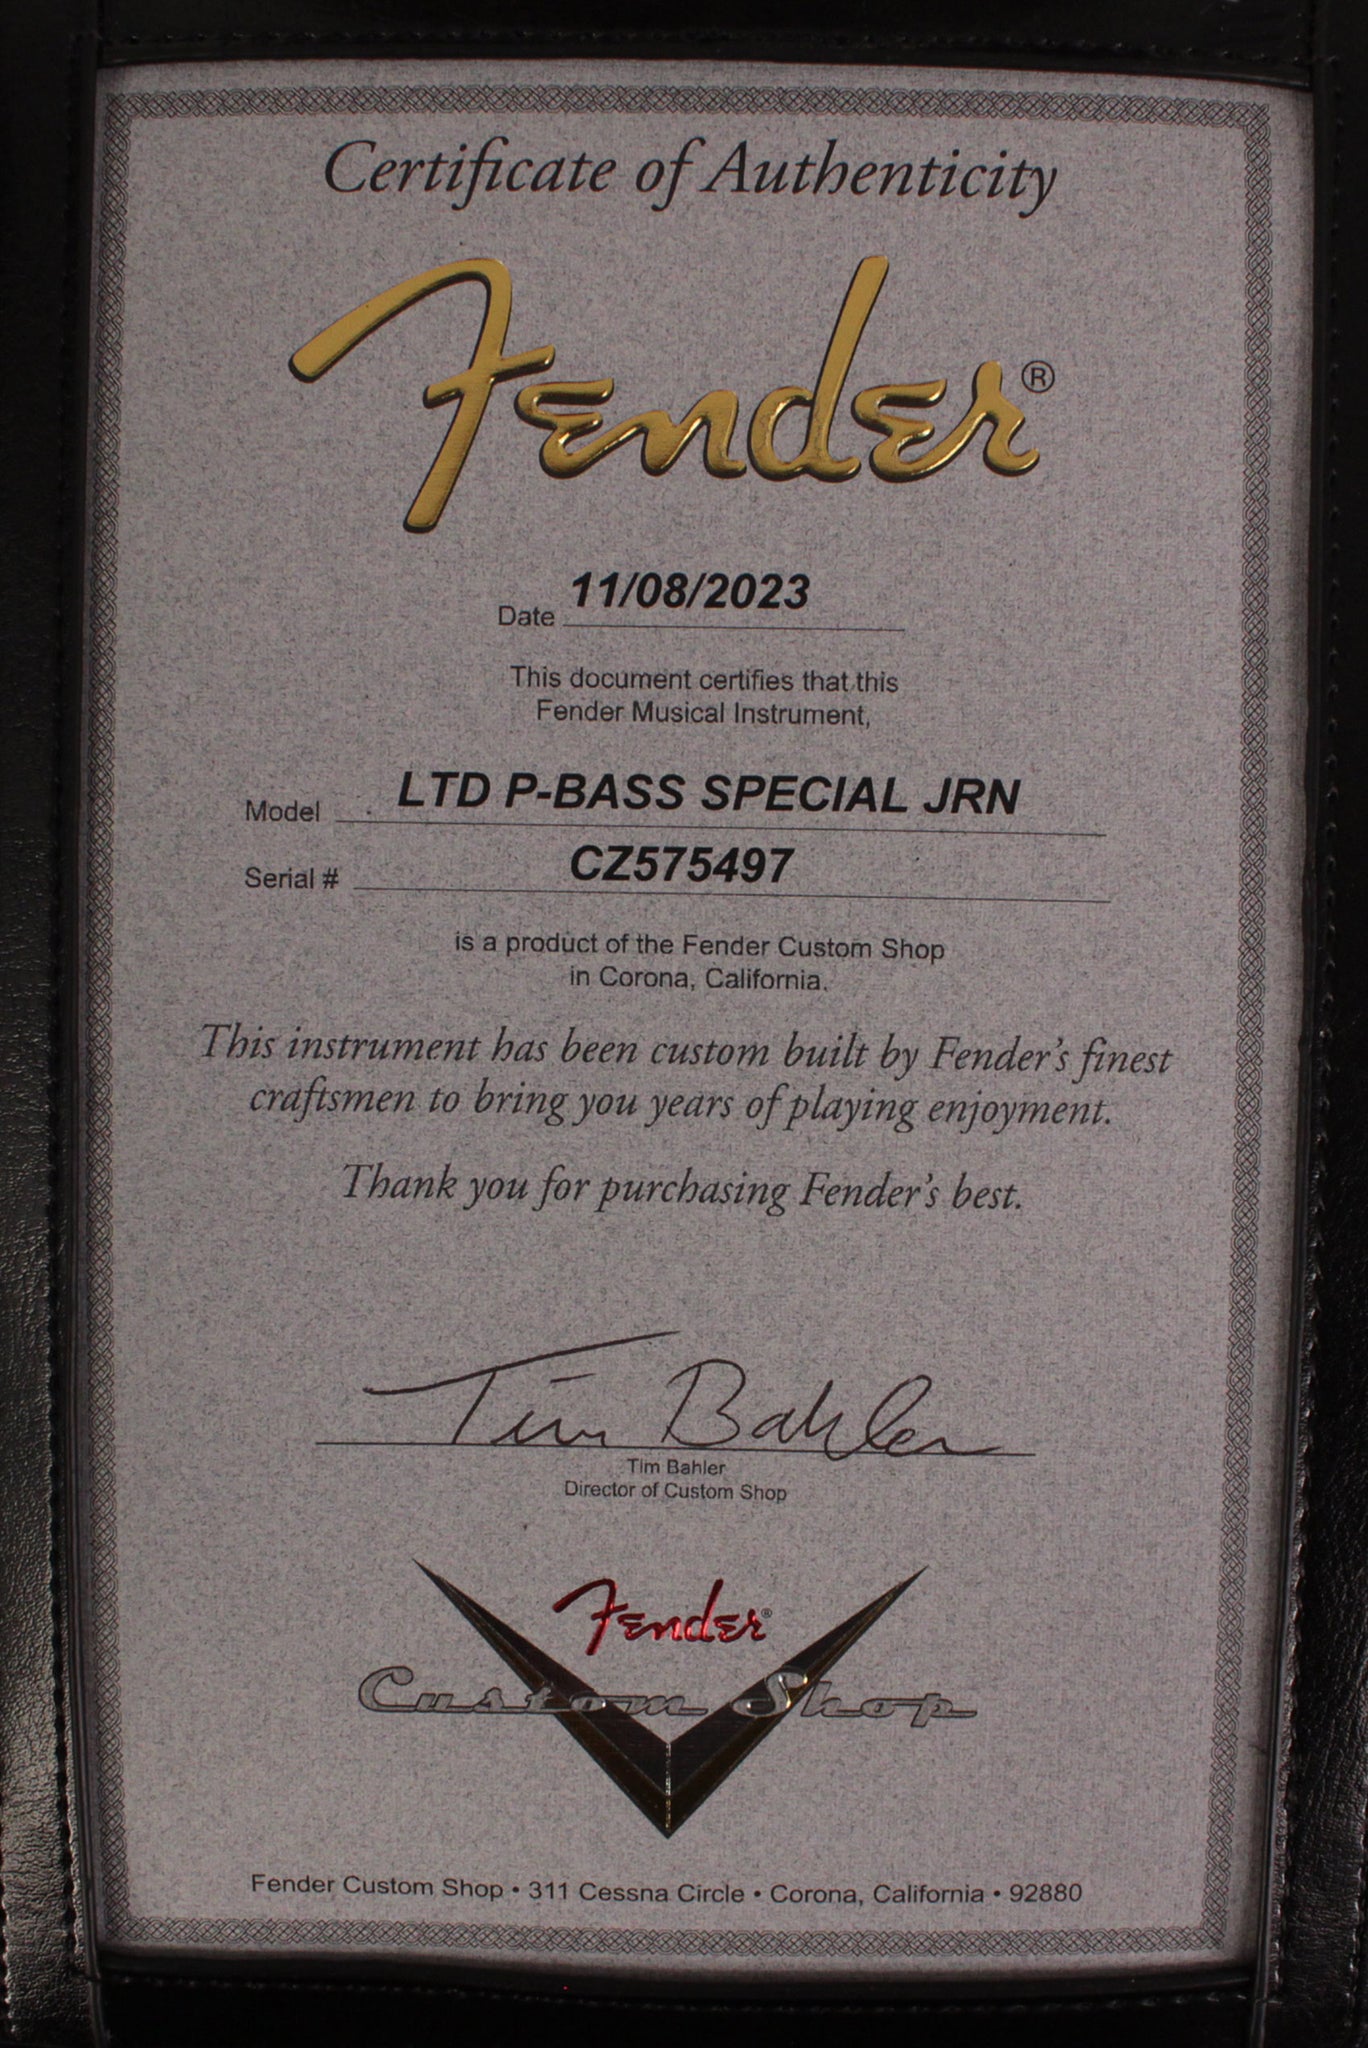 Certificate of Authenticity
Fender®
Date 11/08/2023
This document certifies that this
Fender Musical Instrument,
Model LTD P-BASS SPECIAL JRN
Serial # CZ575497
is a product of the Fender Custom Shop
in Corona, California.
This instrument has been custom built by Fender's finest
craftsmen to bring you years of playing enjoyment.
Thank you for purchasing Fender's best.
Tim Bahler
Tim Bahler
Director of Custom Shop
Fender®
Custom Shop
Fender Custom Shop • 311 Cessna Circle • Corona, California • 92880